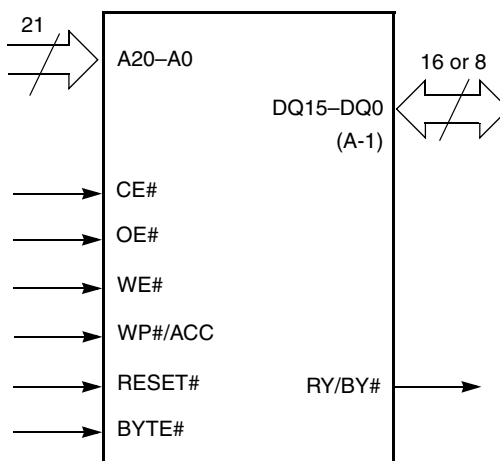 21
A20–A0
16 or 8
DQ15–DQ0
(A-1)
CE#
OE#
WE#
WP#/ACC
RESET#
RY/BY#
BYTE#